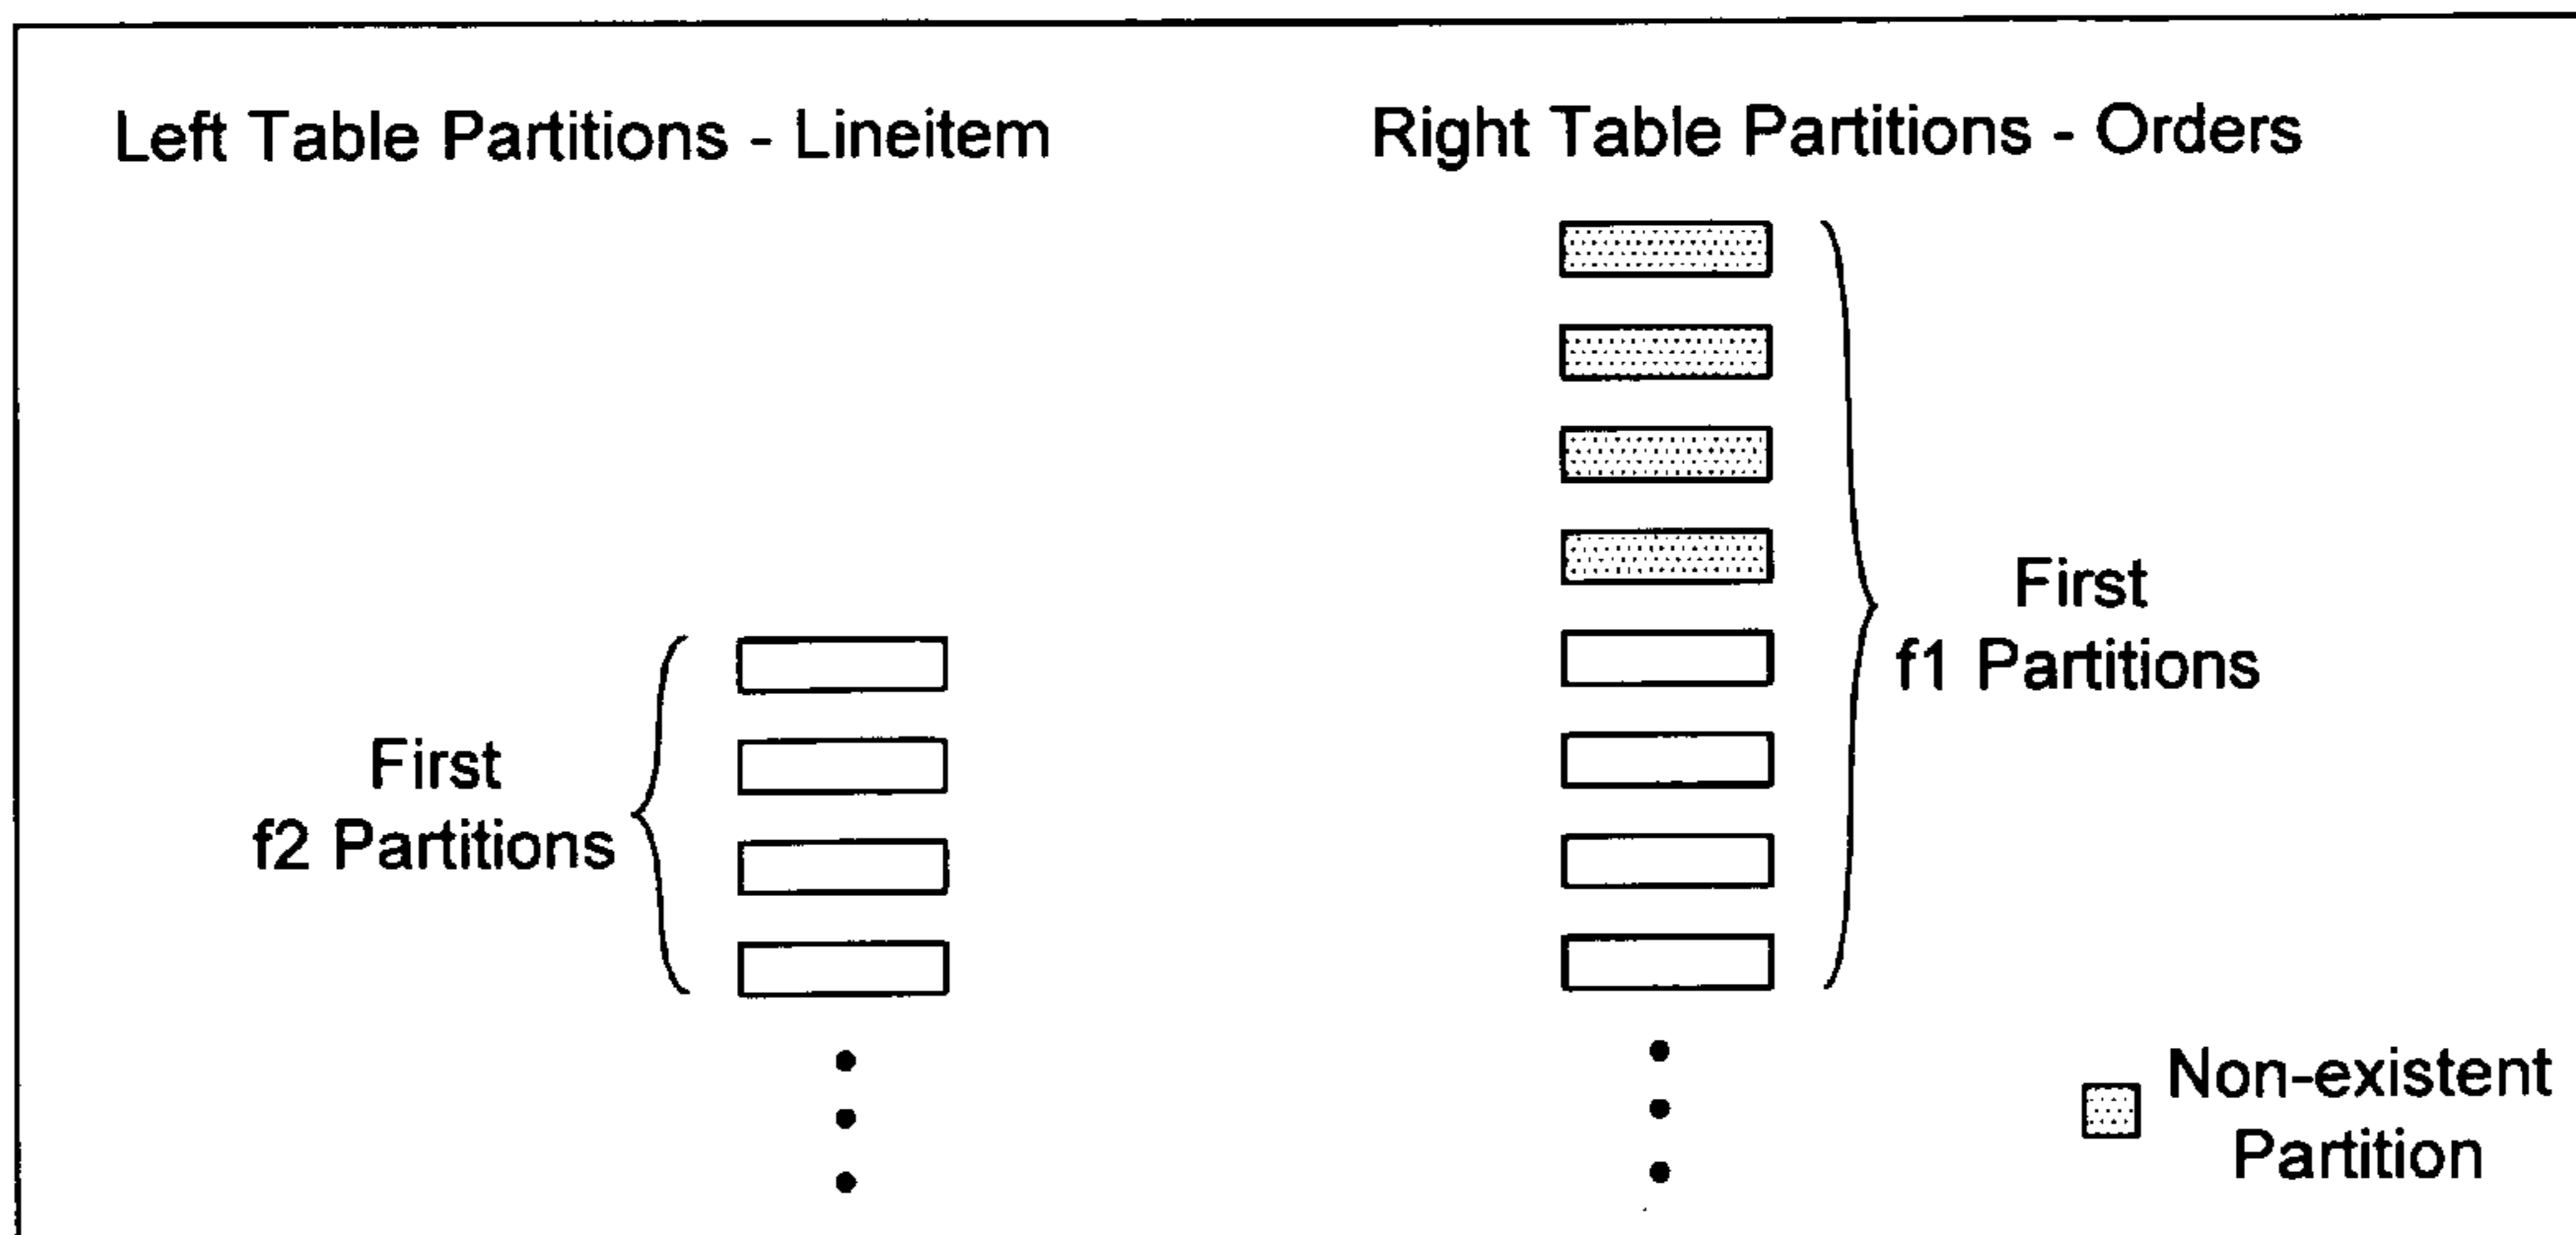 Left Table Partitions - Lineitem
Right Table Partitions - Orders
First
f2 Partitions
First
f1 Partitions
Non-existent
Partition